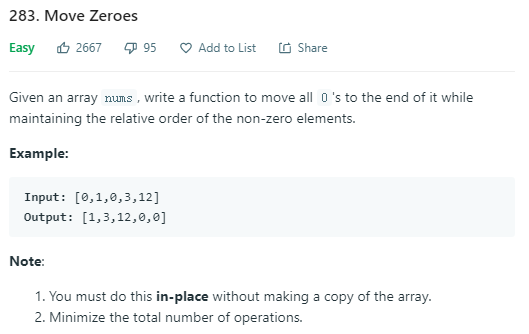 283. Move Zeroes
Easy 2667 95 Add to List Share
Given an array nums , write a function to move all 0 's to the end of it while
maintaining the relative order of the non-zero elements.
Example:
Input: [0,1,0,3,12]
Output: [1,3,12,0,0]
Note:
1. You must do this in-place without making a copy of the array.
2. Minimize the total number of operations.